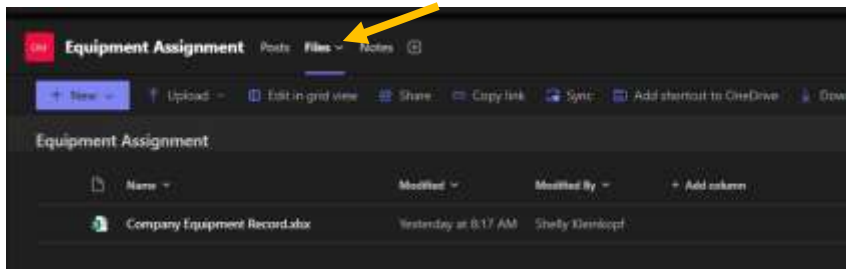 Equipment Assignment Posts Files Notes
+ New Upload Edit in grid view Share Copy link Sync Add shortcut to OneDrive Dow
Equipment Assignment
Name Modified Modified By + Add column
Company Equipment Record.xlsx Yesterday at 8:17 AM Shelly Kleinkopf